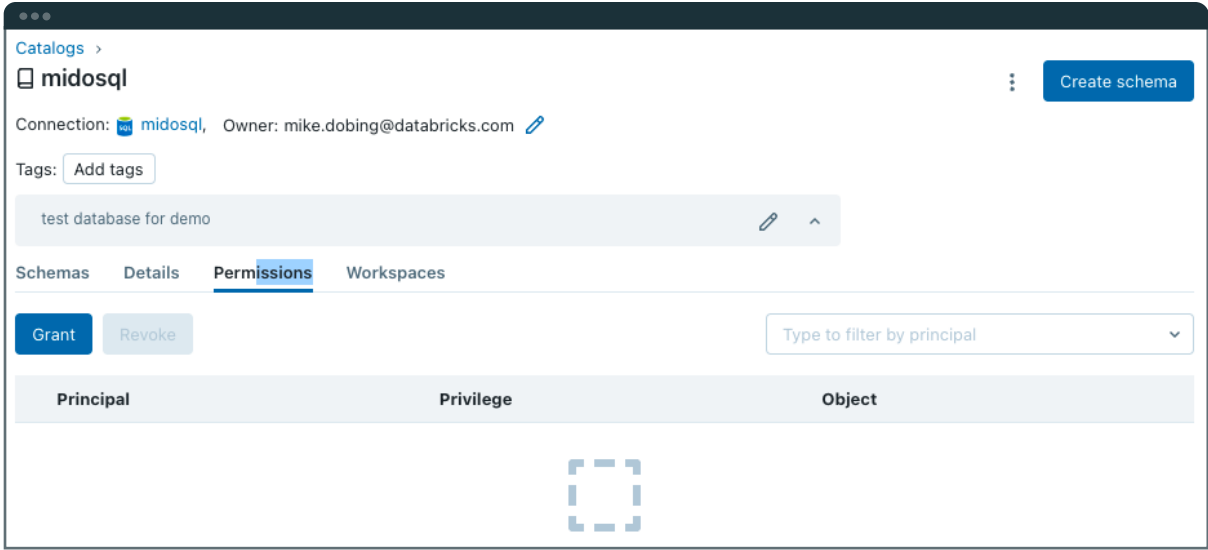 Catalogs ›
midosql
Create schema
Connection: SQL midosql, Owner: mike.dobing@databricks.com
Tags: Add tags
test database for demo
Schemas Details Permissions Workspaces
Grant Revoke Type to filter by principal
Principal Privilege Object